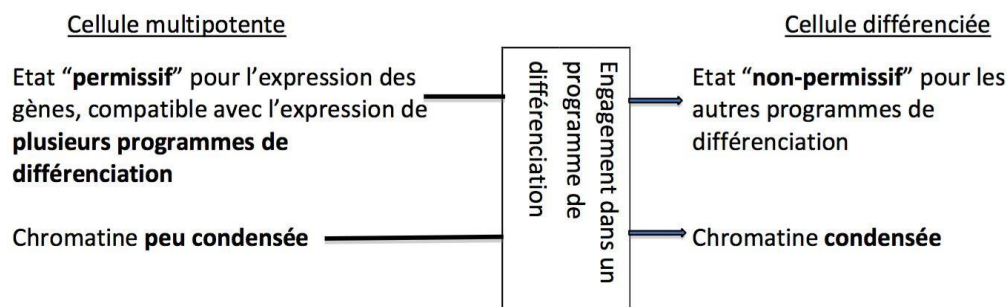 Cellule multipotente
Etat “permissif” pour l’expression des
gènes, compatible avec l’expression de
plusieurs programmes de
différenciation
Chromatine peu condensée
Engagement dans un
programme de
différenciation
Cellule différenciée
Etat “non-permissif” pour les
autres programmes de
différenciation
Chromatine condensée